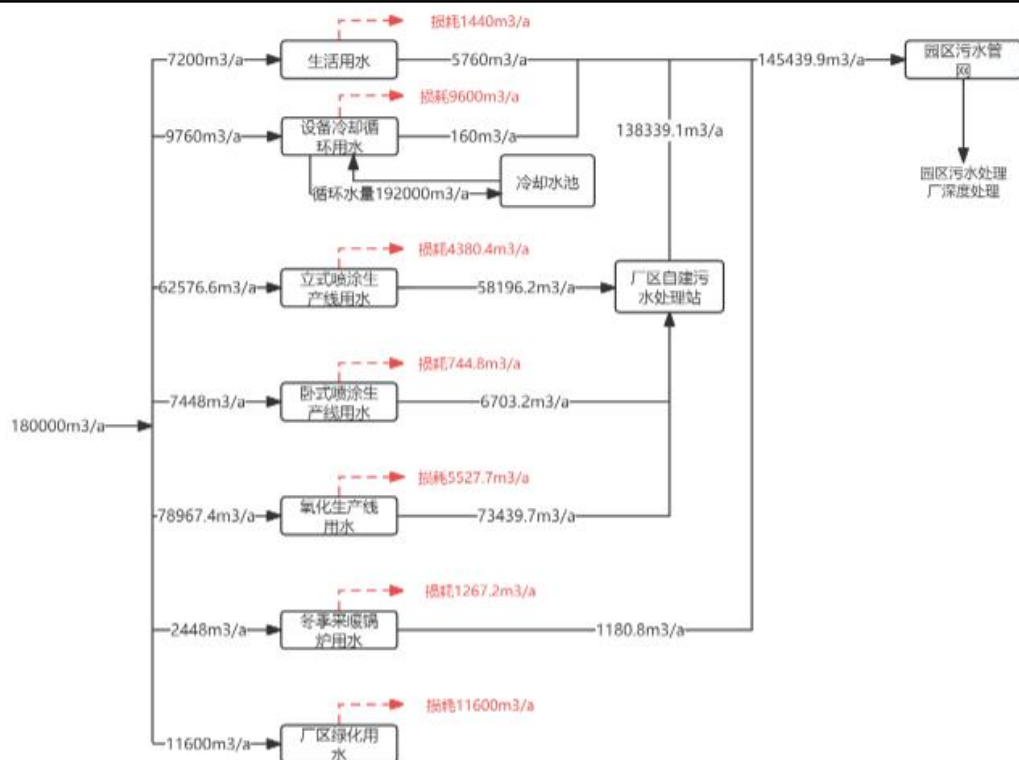 损耗1440m3/a
7200m3/a
生活用水
5760m3/a
145439.9m3/a
园区污水管
网
损耗9600m3/a
9760m3/a
设备冷却循
环用水
160m3/a
138339.1m3/a
循环水量192000m3/a
冷却水池
园区污水处理
厂深度处理
损耗4380.4m3/a
62576.6m3/a
立式喷涂生
产线用水
58196.2m3/a
厂区自建污
水处理站
损耗744.8m3/a
7448m3/a
卧式喷涂生
产线用水
6703.2m3/a
180000m3/a
损耗5527.7m3/a
78967.4m3/a
氧化生产线
用水
73439.7m3/a
损耗1267.2m3/a
2448m3/a
冬季采暖锅
炉用水
1180.8m3/a
损耗11600m3/a
11600m3/a
厂区绿化用
水